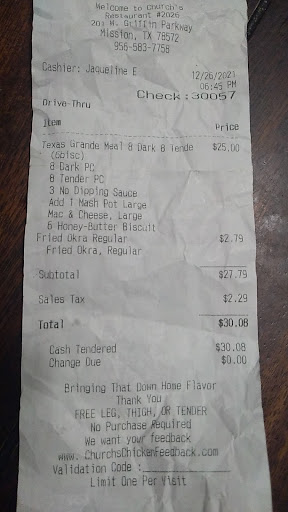 Welcome to Church's
Restaurant #2026
201 W. Griffin Parkway
Mission, TX 78572
956-583-7758
Cashier: Jaqueline E
12/26/2021
06:45 PM
Check:30057
Drive-Thru
Item Price
Texas Grande Meal 8 Dark 8 Tende $25.00
(6bisc)
8 Dark PC
8 Tender PC
3 No Dipping Sauce
Add 1 Mash Pot Large
Mac & Cheese, Large
6 Honey-Butter Biscuit
Fried Okra Regular $2.79
Fried Okra, Regular
Subtotal $27.79
Sales Tax $2.29
Total $30.08
Cash Tendered $30.08
Change Due $0.00
Bringing That Down Home Flavor
Thank You
FREE LEG, THIGH, OR TENDER
No Purchase Required
We want your feedback
www. ChurchsChickenFeedback.com
Validation Code :
Limit One Per Visit